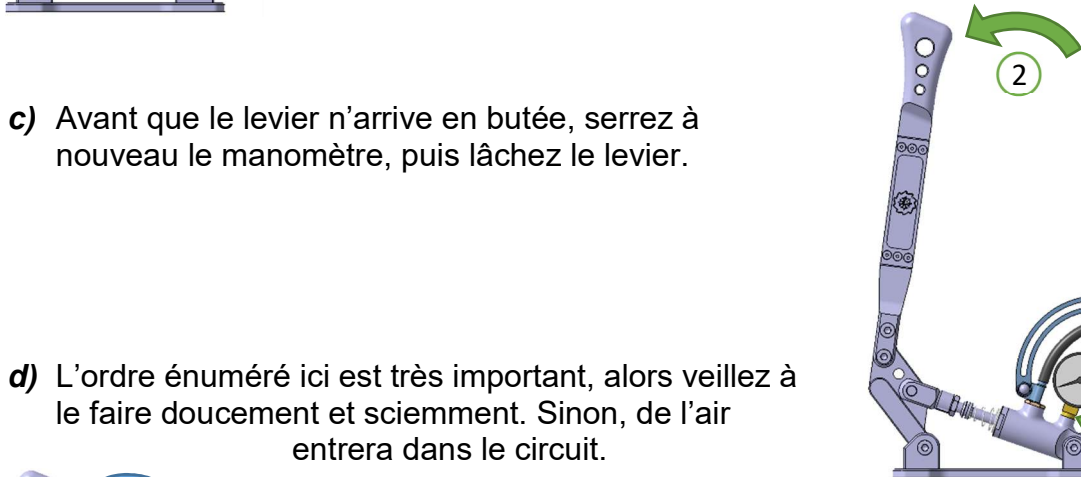 2
c) Avant que le levier n’arrive en butée, serrez à
nouveau le manomètre, puis lâchez le levier.
d) L’ordre énuméré ici est très important, alors veillez à
le faire doucement et sciemment. Sinon, de l’air
entrera dans le circuit.